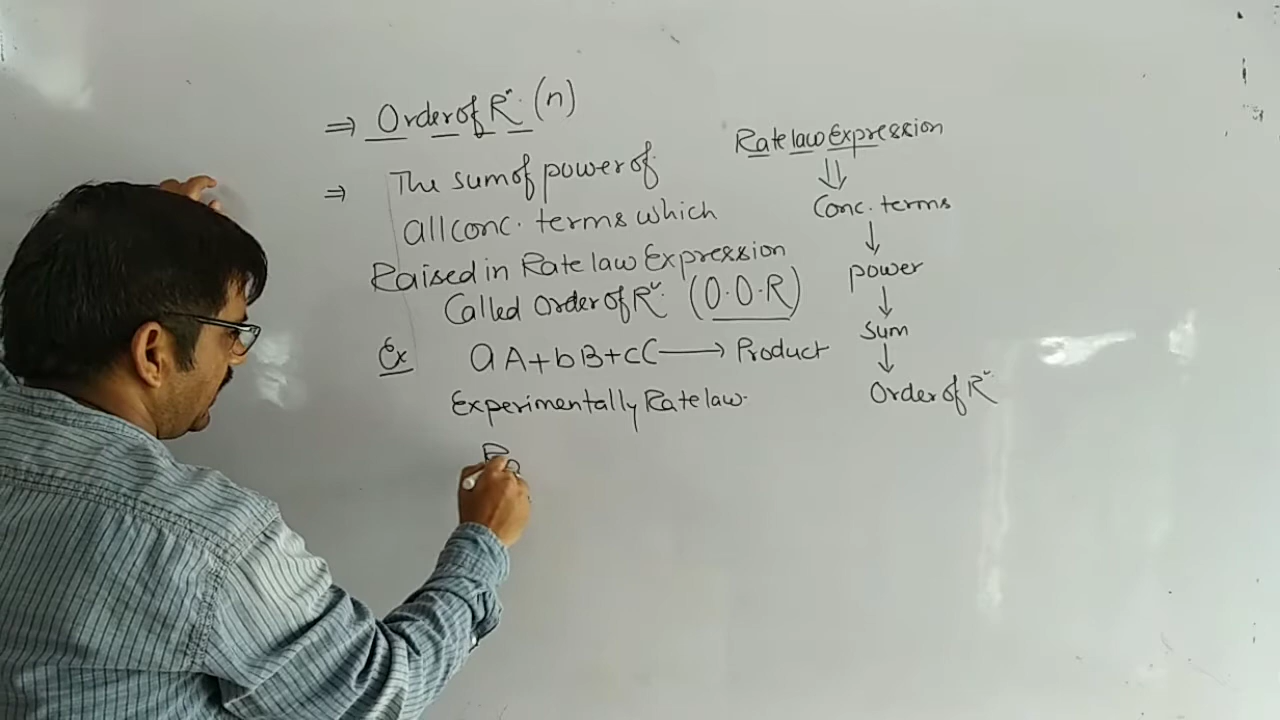 ⇒ Order of Rⁿ. (n)
⇒ The sum of power of
all conc. terms which
Raised in Rate law Expression
Called Order of Rⁿ. (O.O.R)
Ex aA+bB+cC ⟶ Product
Experimentally Rate law.
Rate law Expression
⇓
Conc. terms
↓
power
↓
Sum
↓
Order of Rⁿ